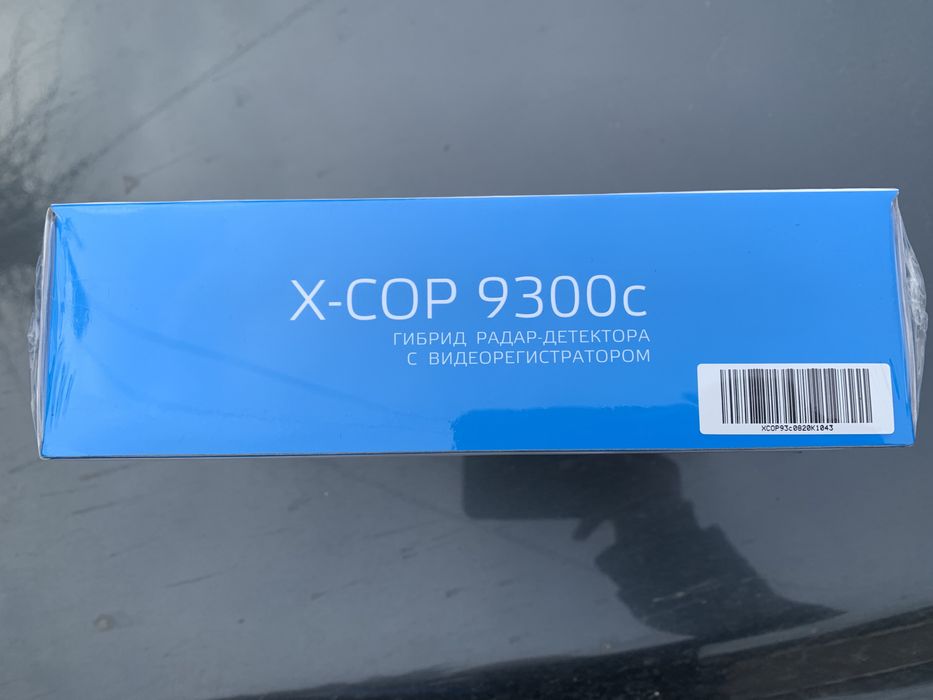 X-COP 9300c
ГИБРИД РАДАР-ДЕТЕКТОРА
С ВИДЕОРЕГИСТРАТОРОМ
XCOP93c0820K1043